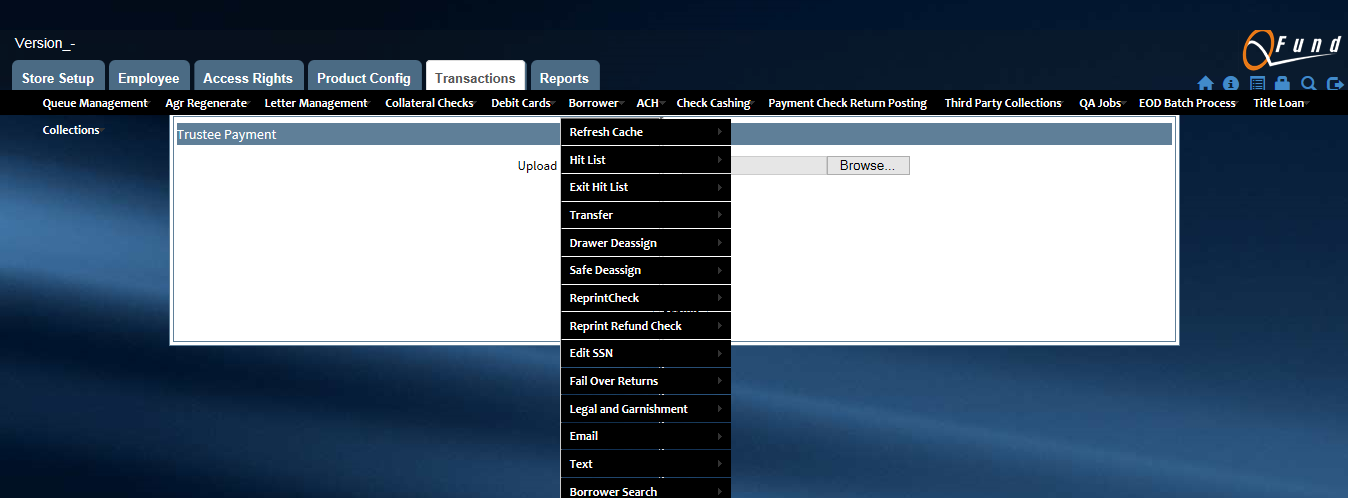 Version_-
QFund
Store Setup Employee Access Rights Product Config Transactions Reports
Queue Management Agr Regenerate Letter Management Collateral Checks Debit Cards Borrower ACH Check Cashing Payment Check Return Posting Third Party Collections QA Jobs EOD Batch Process Title Loan
Collections
Trustee Payment
Upload Browse...
Refresh Cache
Hit List
Exit Hit List
Transfer
Drawer Deassign
Safe Deassign
ReprintCheck
Reprint Refund Check
Edit SSN
Fail Over Returns
Legal and Garnishment
Email
Text
Borrower Search